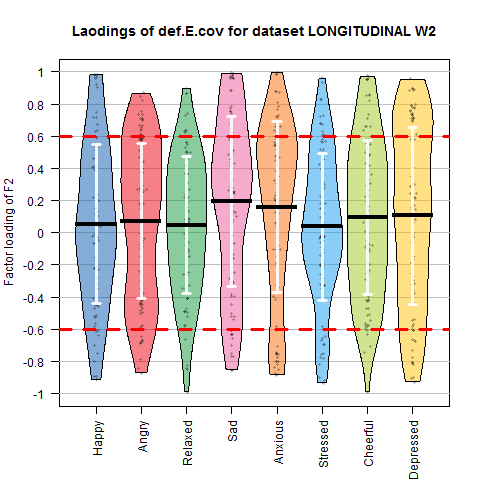 Laodings of def.E.cov for dataset LONGITUDINAL W2
Factor loading of F2
1
0.8
0.6
0.4
0.2
0
-0.2
-0.4
-0.6
-0.8
-1
Happy
Angry
Relaxed
Sad
Anxious
Stressed
Cheerful
Depressed